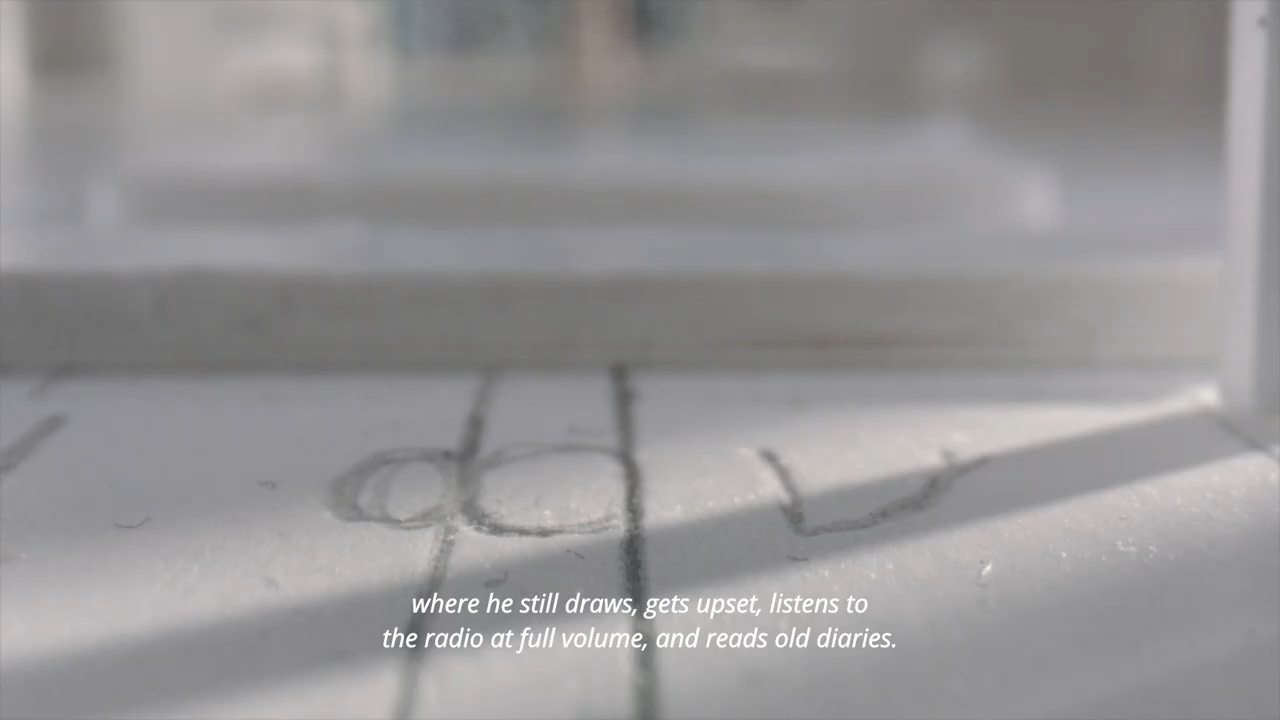 where he still draws, gets upset, listens to
the radio at full volume, and reads old diaries.